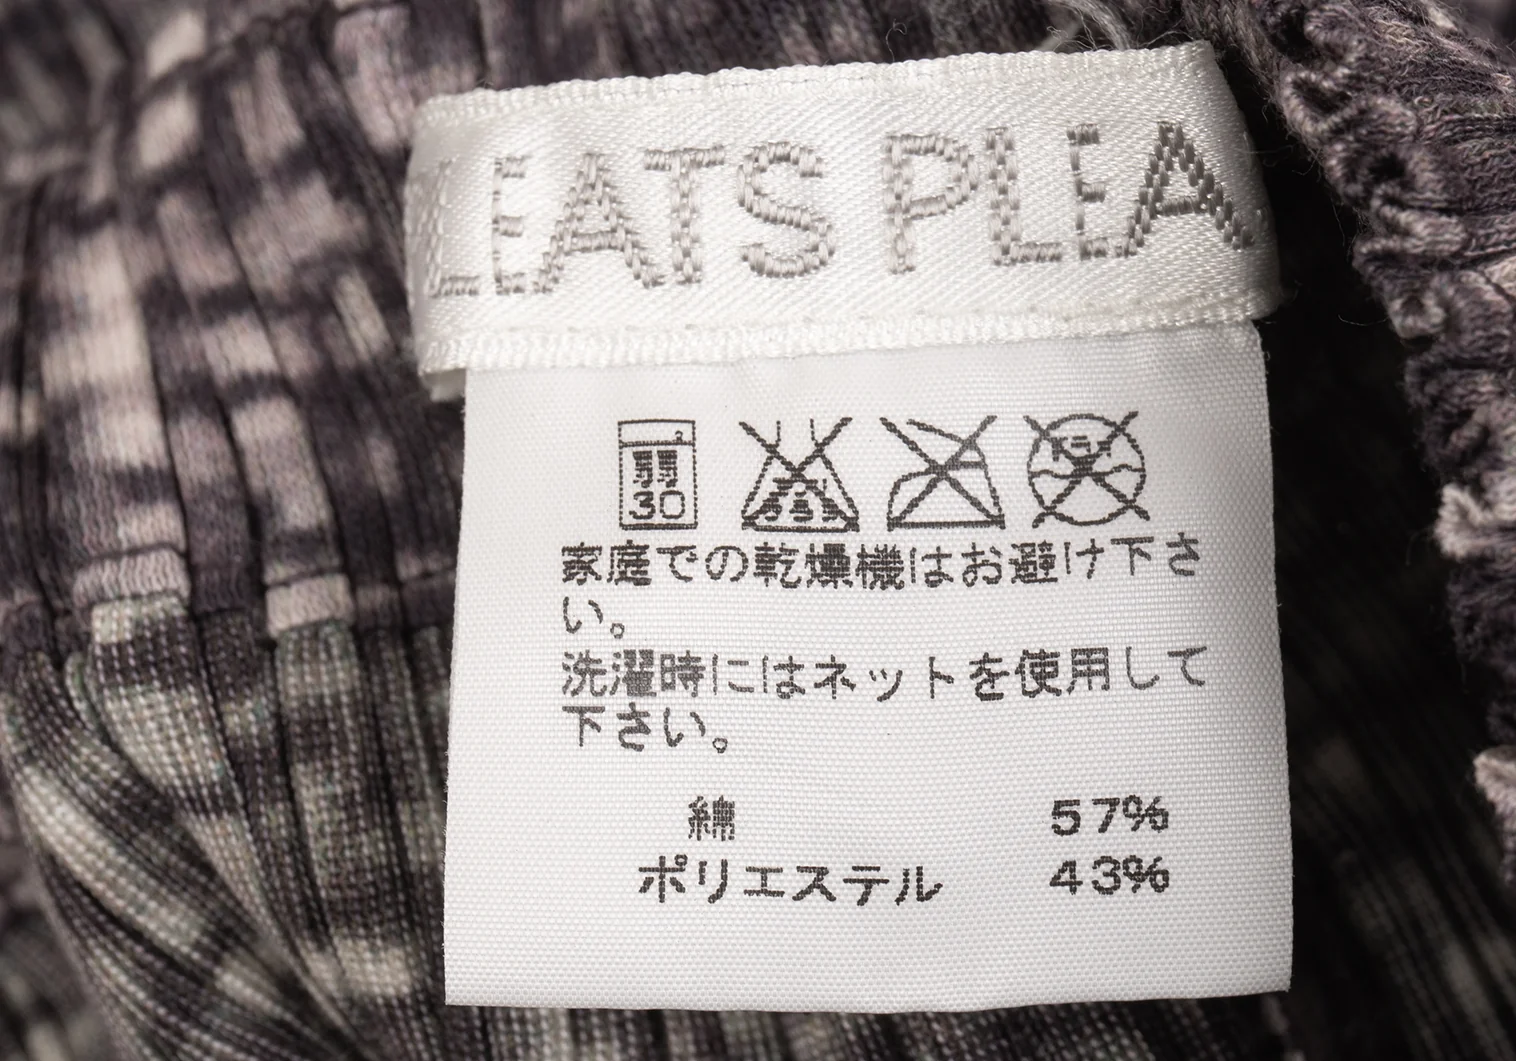 LEATS PLEA
弱
30
家庭での乾燥機はお避け下さ
い。
洗濯時にはネットを使用して
下さい。
綿 57%
ポリエステル 43%